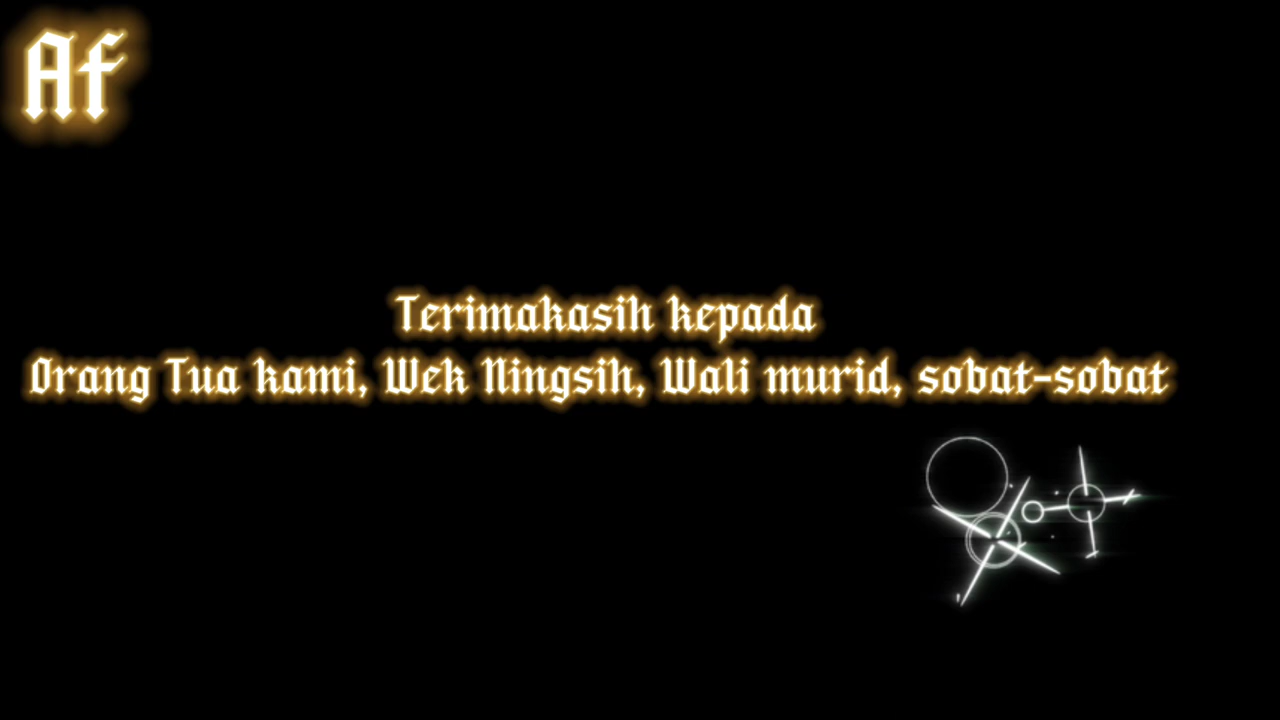 Af
Terimakasih kepada
Orang Tua kami, Wek Ningsih, Wali murid, sobat-sobat